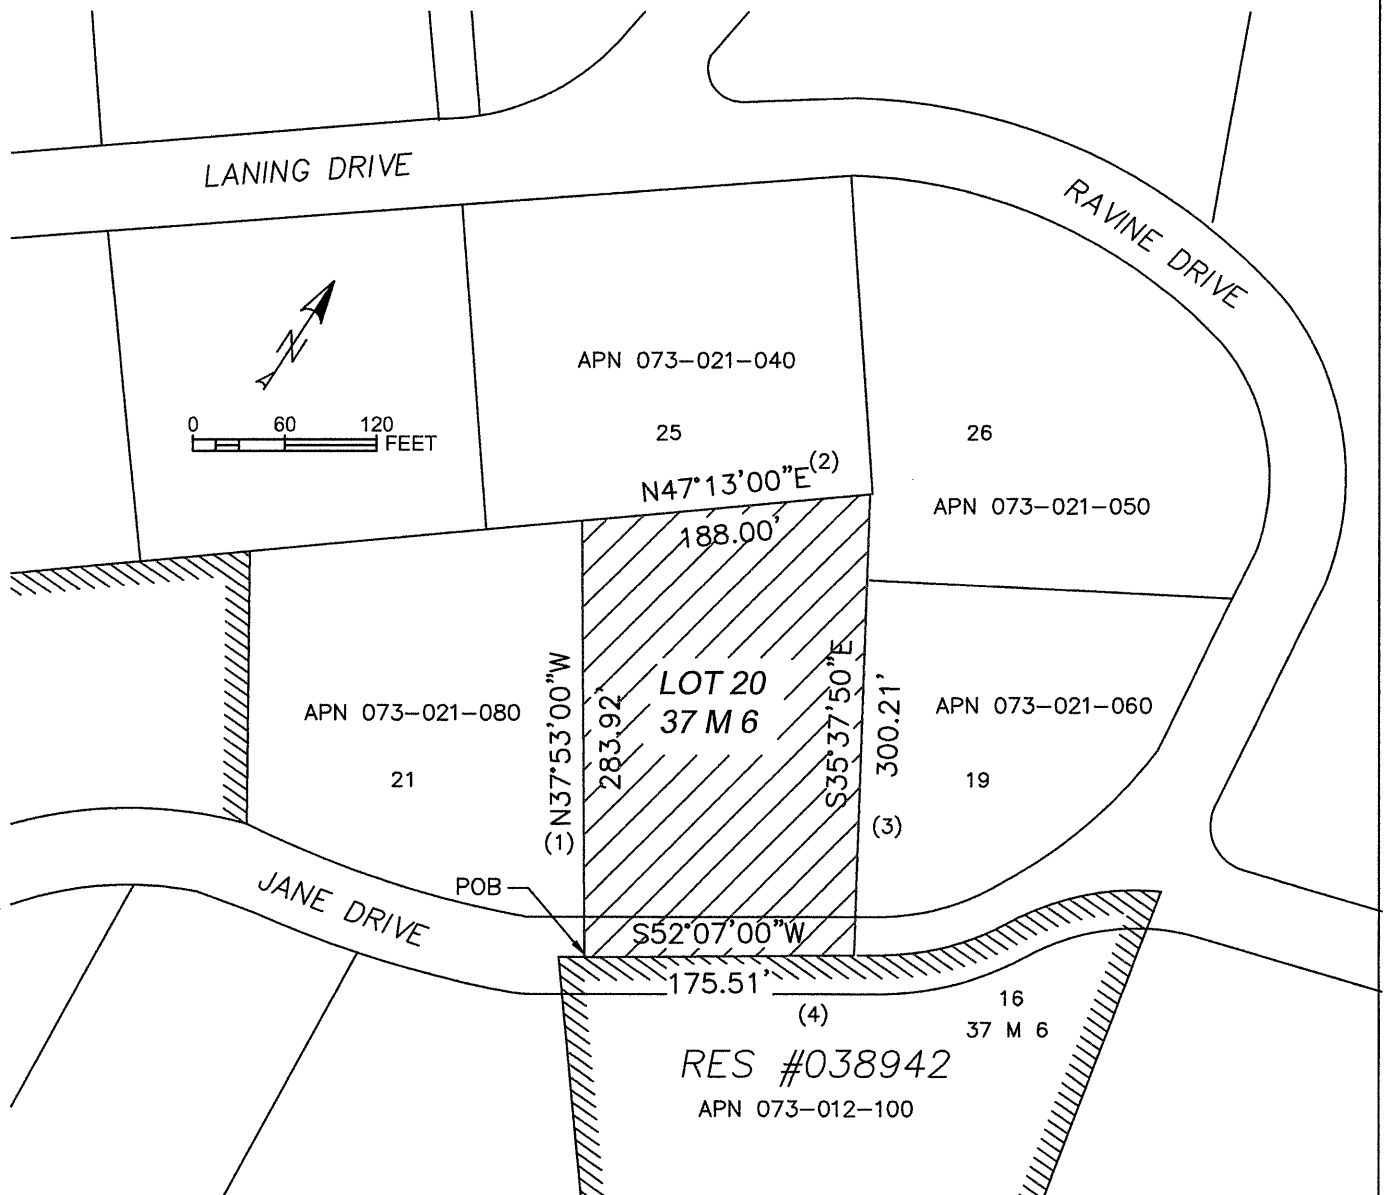 LANING DRIVE
RAVINE DRIVE
N
0 60 120
FEET
APN 073-021-040
25
26
N47°13'00"E (2)
188.00'
APN 073-021-050
LOT 20
37 M 6
(1) N37°53'00"W
283.92'
S35°37'50"E
300.21'
(3)
APN 073-021-080
21
APN 073-021-060
19
JANE DRIVE
POB
S52°07'00"W
175.51'
(4)
16
37 M 6
RES #038942
APN 073-012-100